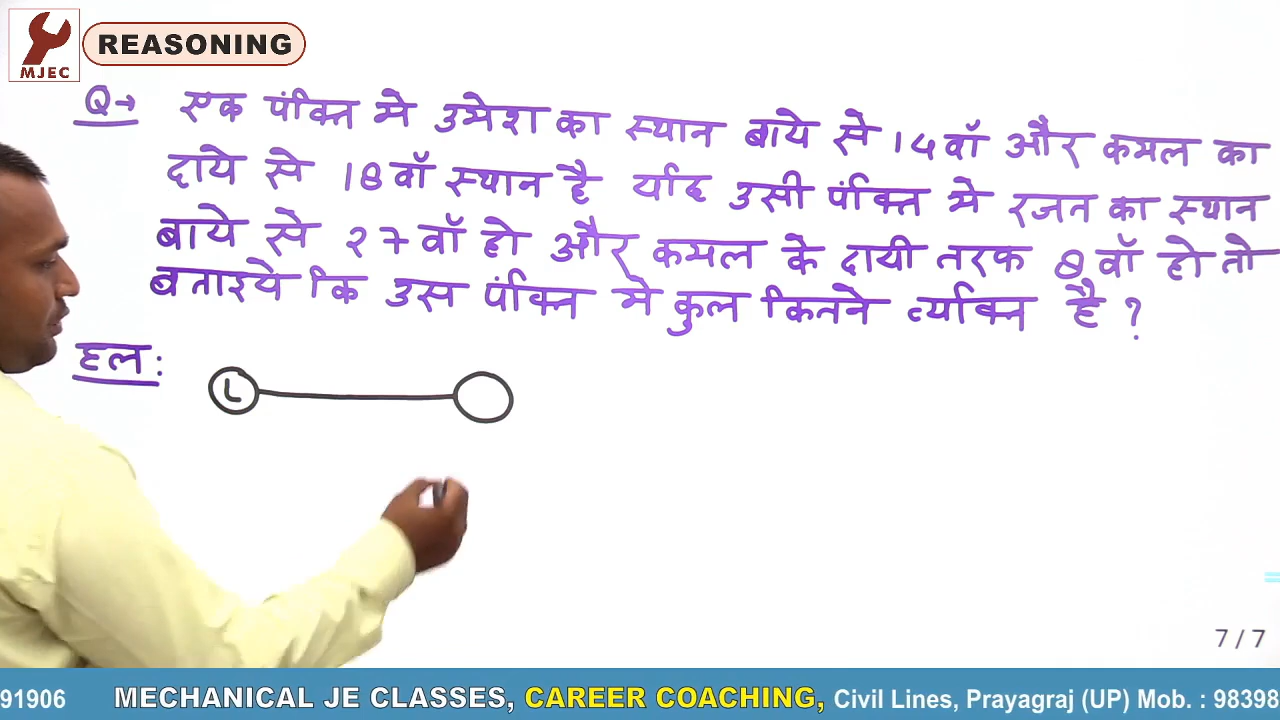 MJEC
REASONING
Q→ एक पंक्ति मे उमेश का स्थान बाये से 14वॉ और कमल का
दाये से 18वॉ स्थान है यदि उसी पंक्ति मे रजन का स्थान
बाये से 27वॉ हो और कमल के दायी तरफ 8वॉ हो तो
बताइये कि उस पंक्ति मे कुल कितने व्यक्ति है ?
हल:
L
7 / 7
91906 MECHANICAL JE CLASSES, CAREER COACHING, Civil Lines, Prayagraj (UP) Mob. : 98398